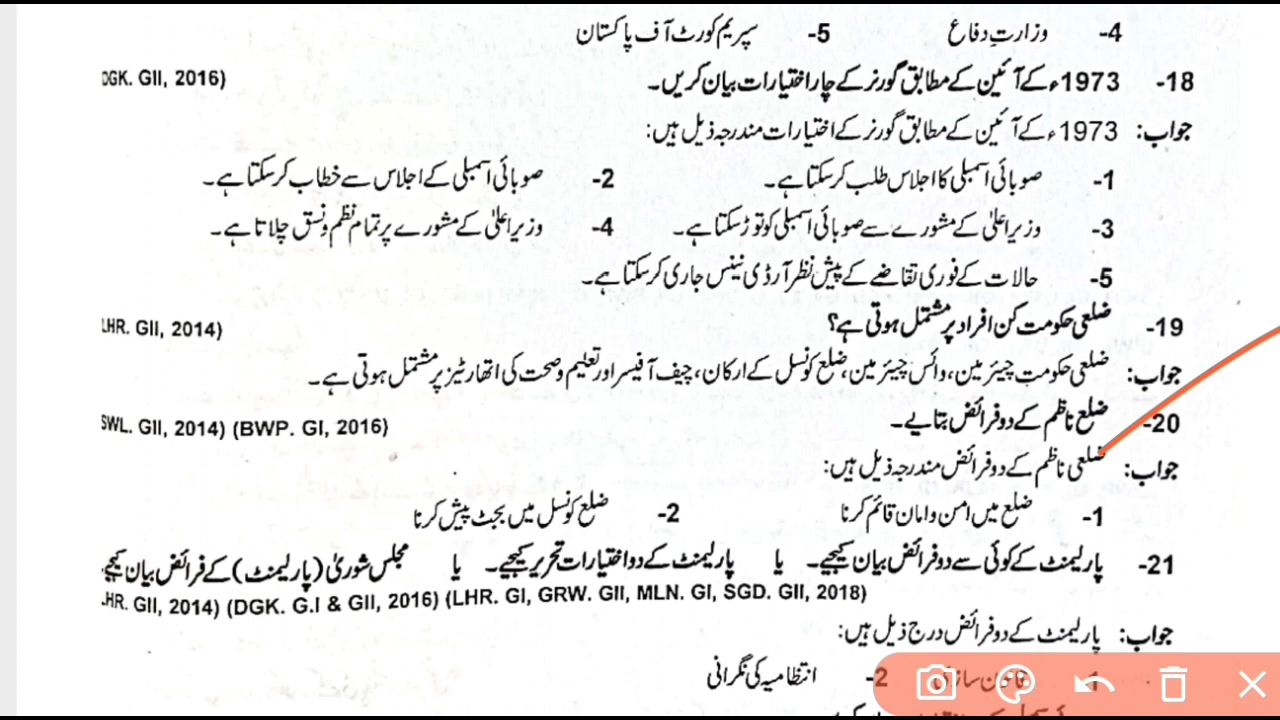 4- وزارتِ دفاع 5- سپریم کورٹ آف پاکستان
18- 1973ء کے آئین کے مطابق گورنر کے چار اختیارات بیان کریں۔ DGK. GII, 2016)
جواب: 1973ء کے آئین کے مطابق گورنر کے اختیارات مندرجہ ذیل ہیں:
1- صوبائی اسمبلی کا اجلاس طلب کر سکتا ہے۔ 2- صوبائی اسمبلی کے اجلاس سے خطاب کر سکتا ہے۔
3- وزیراعلیٰ کے مشورے سے صوبائی اسمبلی کو توڑ سکتا ہے۔ 4- وزیراعلیٰ کے مشورے پر تمام نظم و نسق چلاتا ہے۔
5- حالات کے فوری تقاضے کے پیش نظر آرڈی نینس جاری کر سکتا ہے۔
19- ضلعی حکومت کن افراد پر مشتمل ہوتی ہے؟ LHR. GII, 2014)
جواب: ضلعی حکومت چیئرمین، وائس چیئرمین، ضلع کونسل کے ارکان، چیف آفیسر اور تعلیم و صحت کی اتھارٹیز پر مشتمل ہوتی ہے۔
20- ضلع ناظم کے دو فرائض بتایے۔ SWL. GII, 2014) (BWP. GI, 2016)
جواب: ضلعی ناظم کے دو فرائض مندرجہ ذیل ہیں:
1- ضلع میں امن و امان قائم کرنا 2- ضلع کونسل میں بجٹ پیش کرنا
21- پارلیمنٹ کے کوئی سے دو فرائض بیان کیجیے۔ یا پارلیمنٹ کے دو اختیارات تحریر کیجیے۔ یا مجلس شوریٰ (پارلیمنٹ) کے فرائض بیان کیجیے
LHR. GII, 2014) (DGK. G.I & GII, 2016) (LHR. GI, GRW. GII, MLN. GI, SGD. GII, 2018)
جواب: پارلیمنٹ کے دو فرائض درج ذیل ہیں:
1- قانون سازی 2- انتظامیہ کی نگرانی